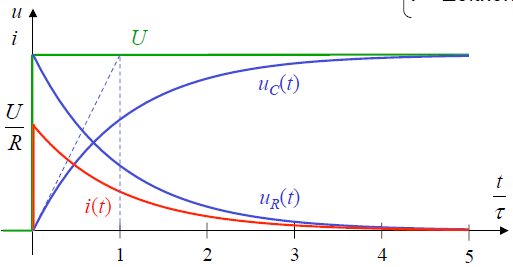 u
i
U
u_C(t)
U/R
i(t)
u_R(t)
t/τ
1 2 3 4 5